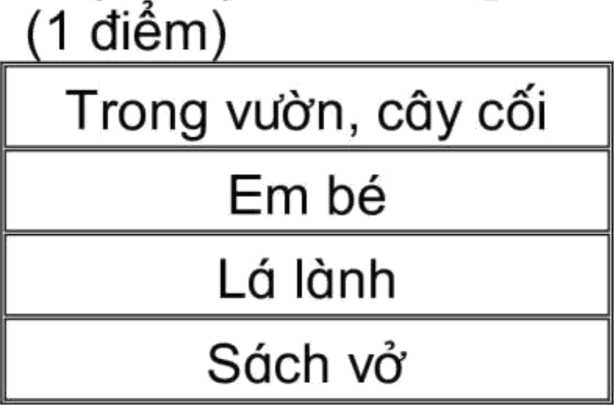 (1 điểm)
Trong vườn, cây cối
Em bé
Lá lành
Sách vở